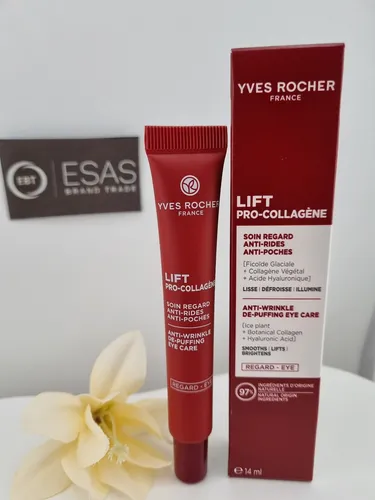 EBT
ESAS
BRAND TRADE
YVES ROCHER
FRANCE
LIFT
PRO-COLLAGÈNE
SOIN REGARD
ANTI-RIDES
ANTI-POCHES
ANTI-WRINKLE
DE-PUFFING
EYE CARE
REGARD - EYE
YVES ROCHER
FRANCE
LIFT
PRO-COLLAGÈNE
SOIN REGARD
ANTI-RIDES
ANTI-POCHES
[Ficoïde Glaciale
+ Collagène Végétal
+ Acide Hyaluronique]
LISSE | DÉFROISSE | ILLUMINE
ANTI-WRINKLE
DE-PUFFING EYE CARE
[Ice plant
+ Botanical Collagen
+ Hyaluronic Acid]
SMOOTHS | LIFTS |
BRIGHTENS
REGARD - EYE
97%
INGRÉDIENTS D'ORIGINE
NATURELLE
NATURAL ORIGIN
INGREDIENTS
e 14 ml